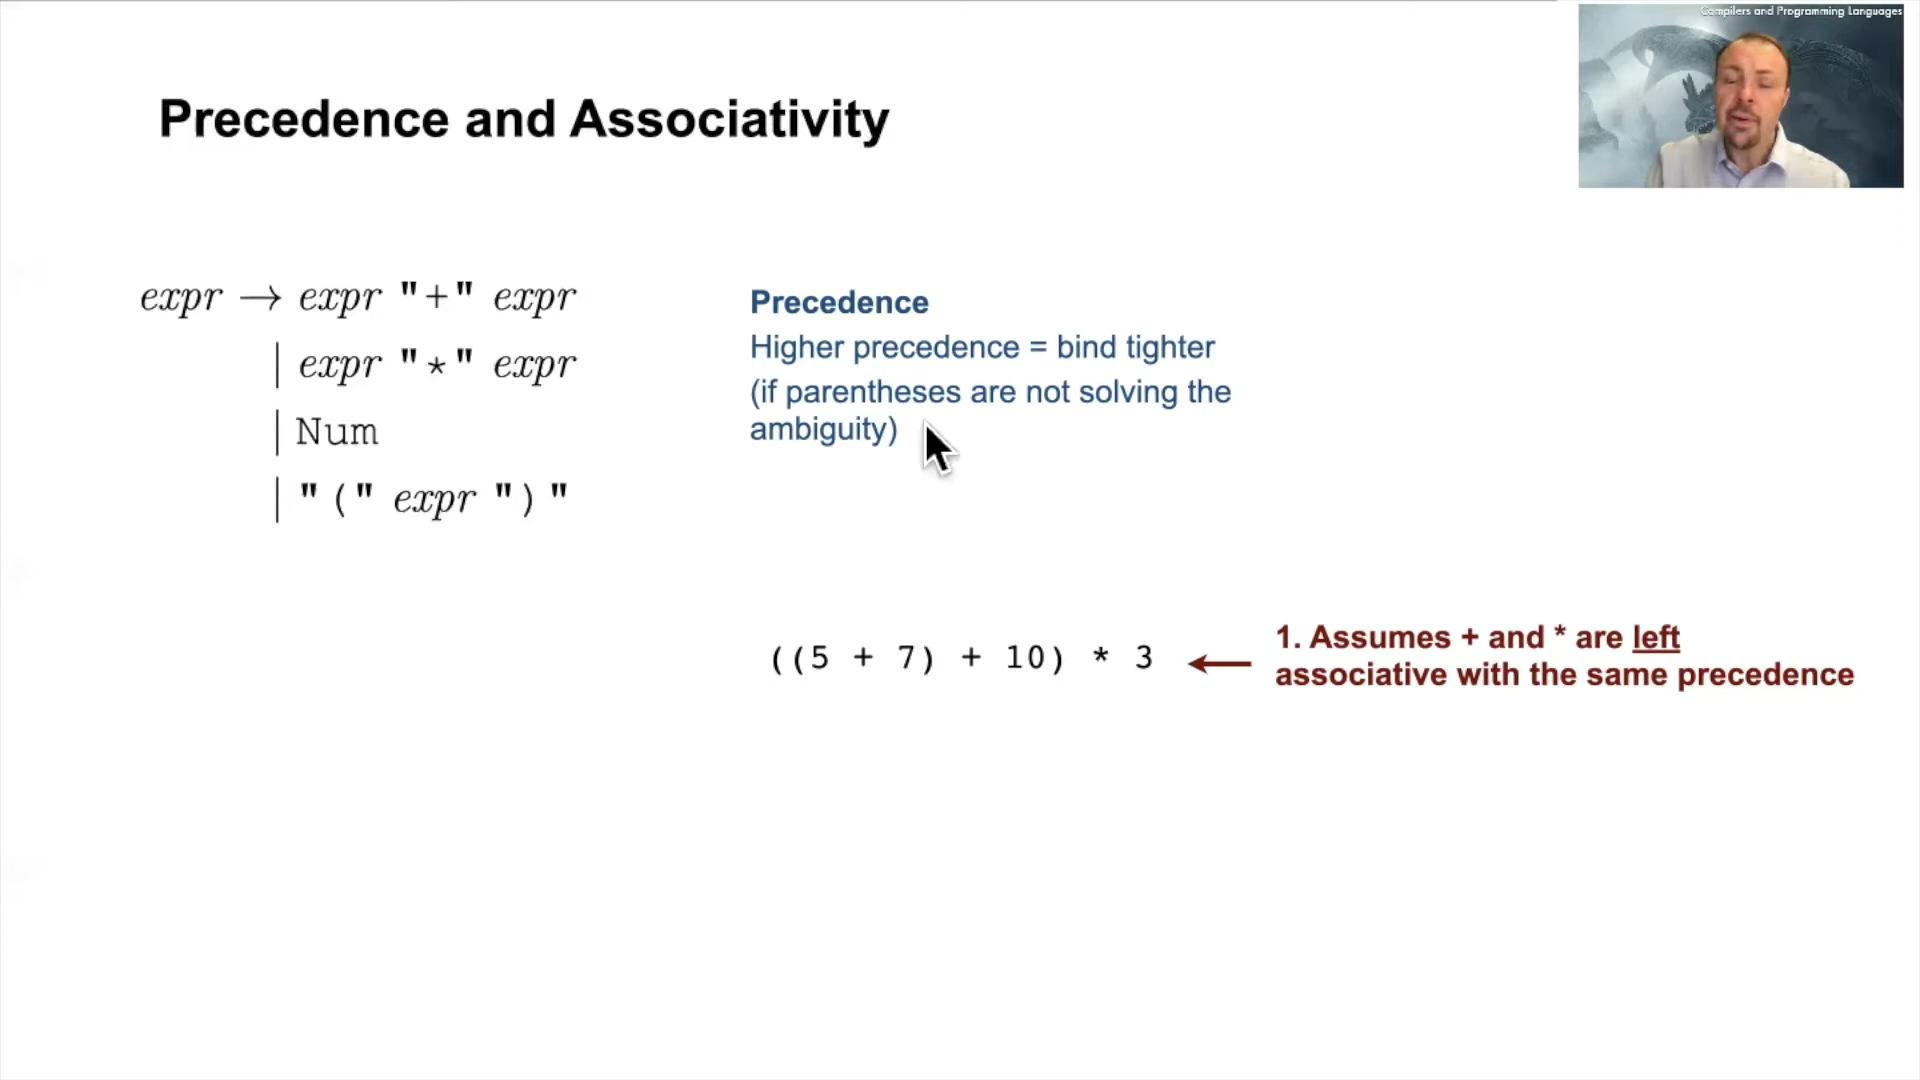 Compilers and Programming Languages
Precedence and Associativity
expr → expr "+" expr
| expr "*" expr
| Num
| "(" expr ")"
Precedence
Higher precedence = bind tighter
(if parentheses are not solving the
ambiguity)
((5 + 7) + 10) * 3
1. Assumes + and * are left
associative with the same precedence